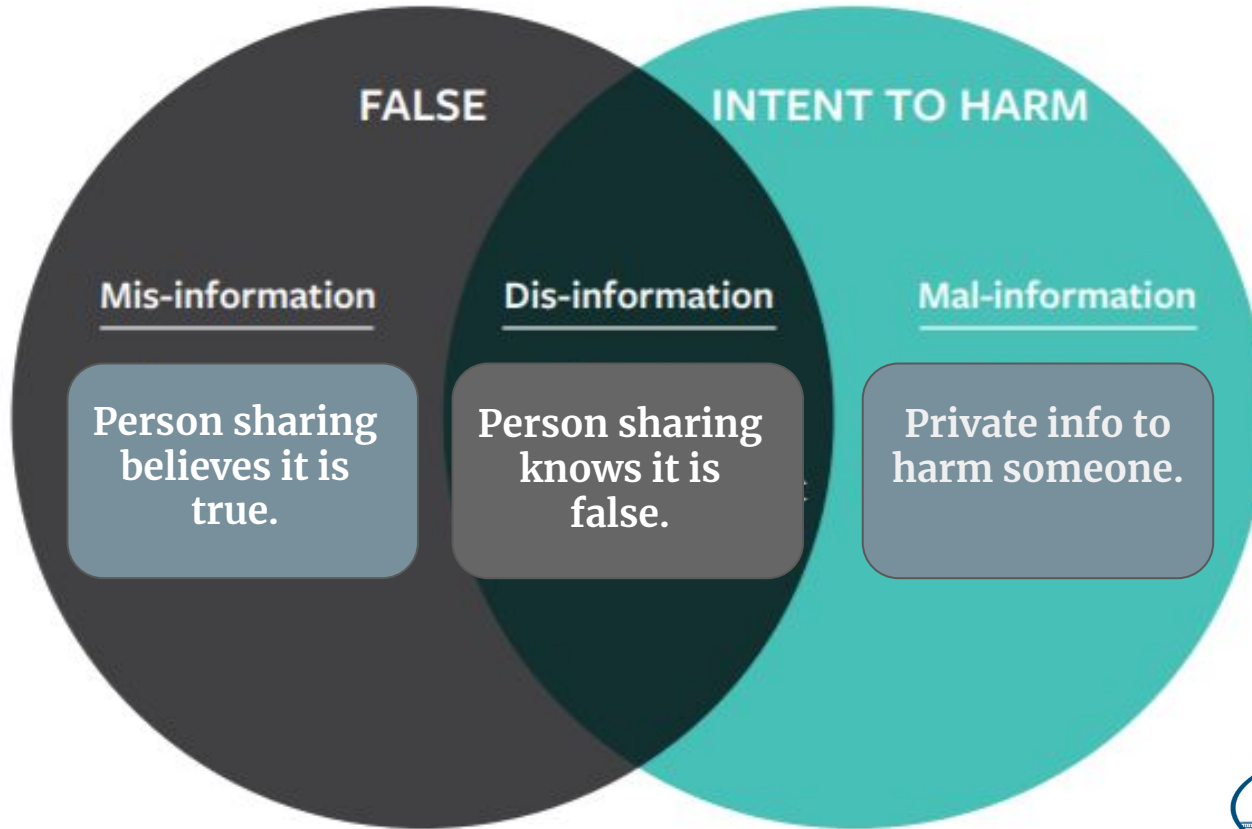 FALSE
INTENT TO HARM
Mis-information
Dis-information
Mal-information
Person sharing
believes it is
true.
Person sharing
knows it is
false.
Private info to
harm someone.